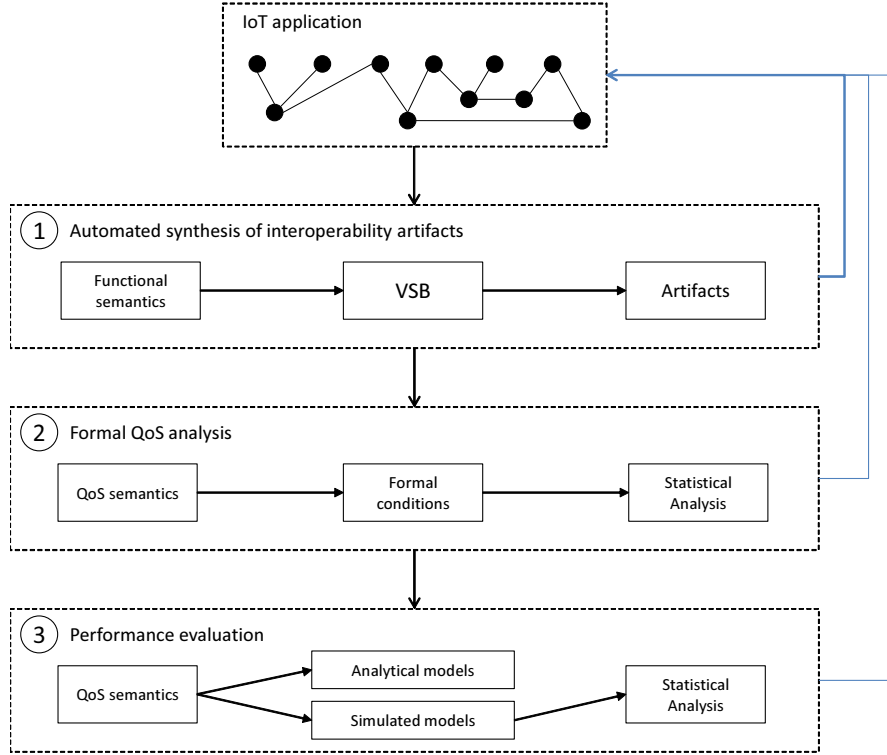 IoT application
1 Automated synthesis of interoperability artifacts
Functional
semantics
VSB
Artifacts
2 Formal QoS analysis
QoS semantics
Formal
conditions
Statistical
Analysis
3 Performance evaluation
QoS semantics
Analytical models
Simulated models
Statistical
Analysis